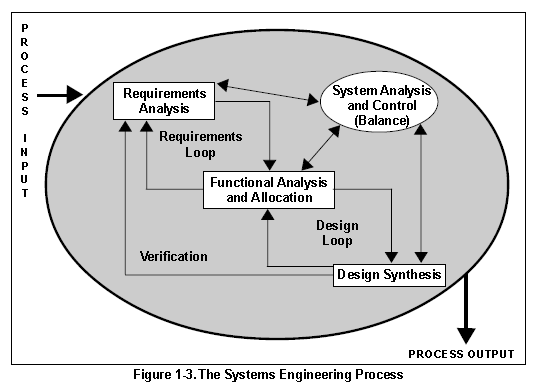 PROCESS INPUT
Requirements
Analysis
System Analysis
and Control
(Balance)
Requirements
Loop
Functional Analysis
and Allocation
Design
Loop
Verification
Design Synthesis
PROCESS OUTPUT
Figure 1-3. The Systems Engineering Process